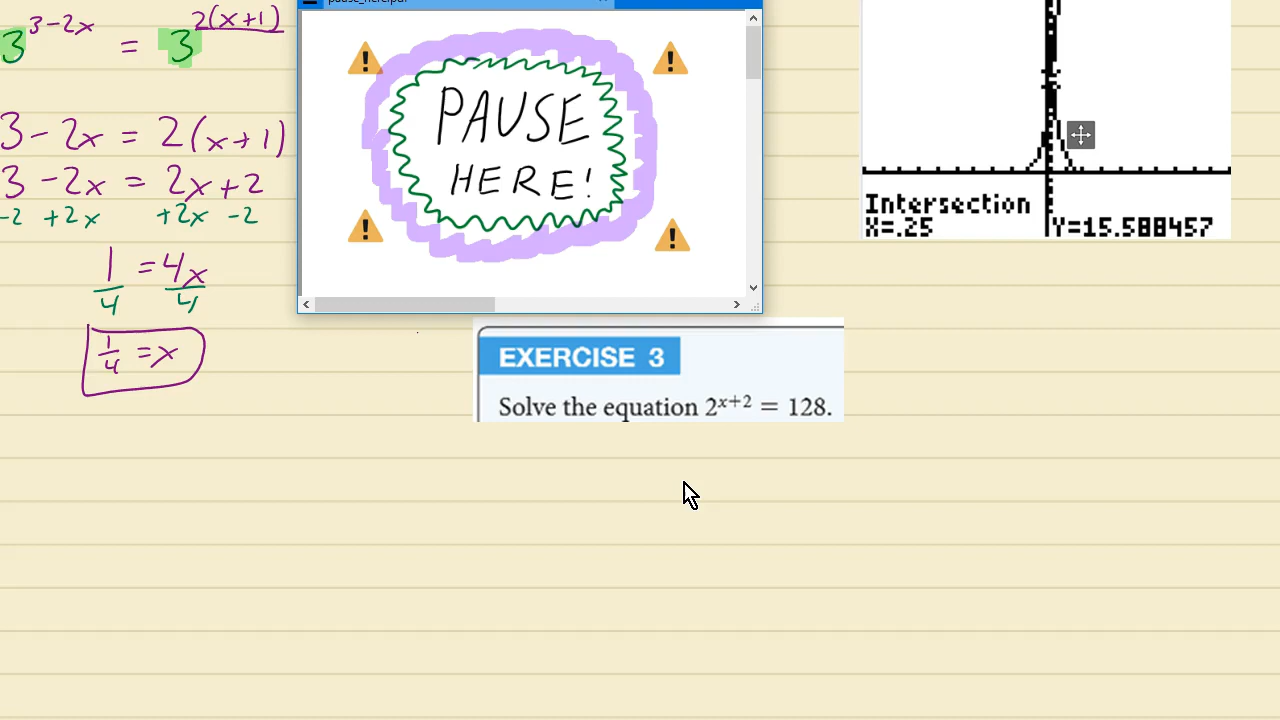 3^{3-2x} = 3^{2(x+1)}
3 - 2x = 2(x+1)
3 - 2x = 2x + 2
-2 +2x +2x -2
1/4 = 4x/4
1/4 = x
pause_here.pdf
PAUSE
HERE!
Intersection
X=.25 Y=15.588457
EXERCISE 3
Solve the equation 2^{x+2} = 128.